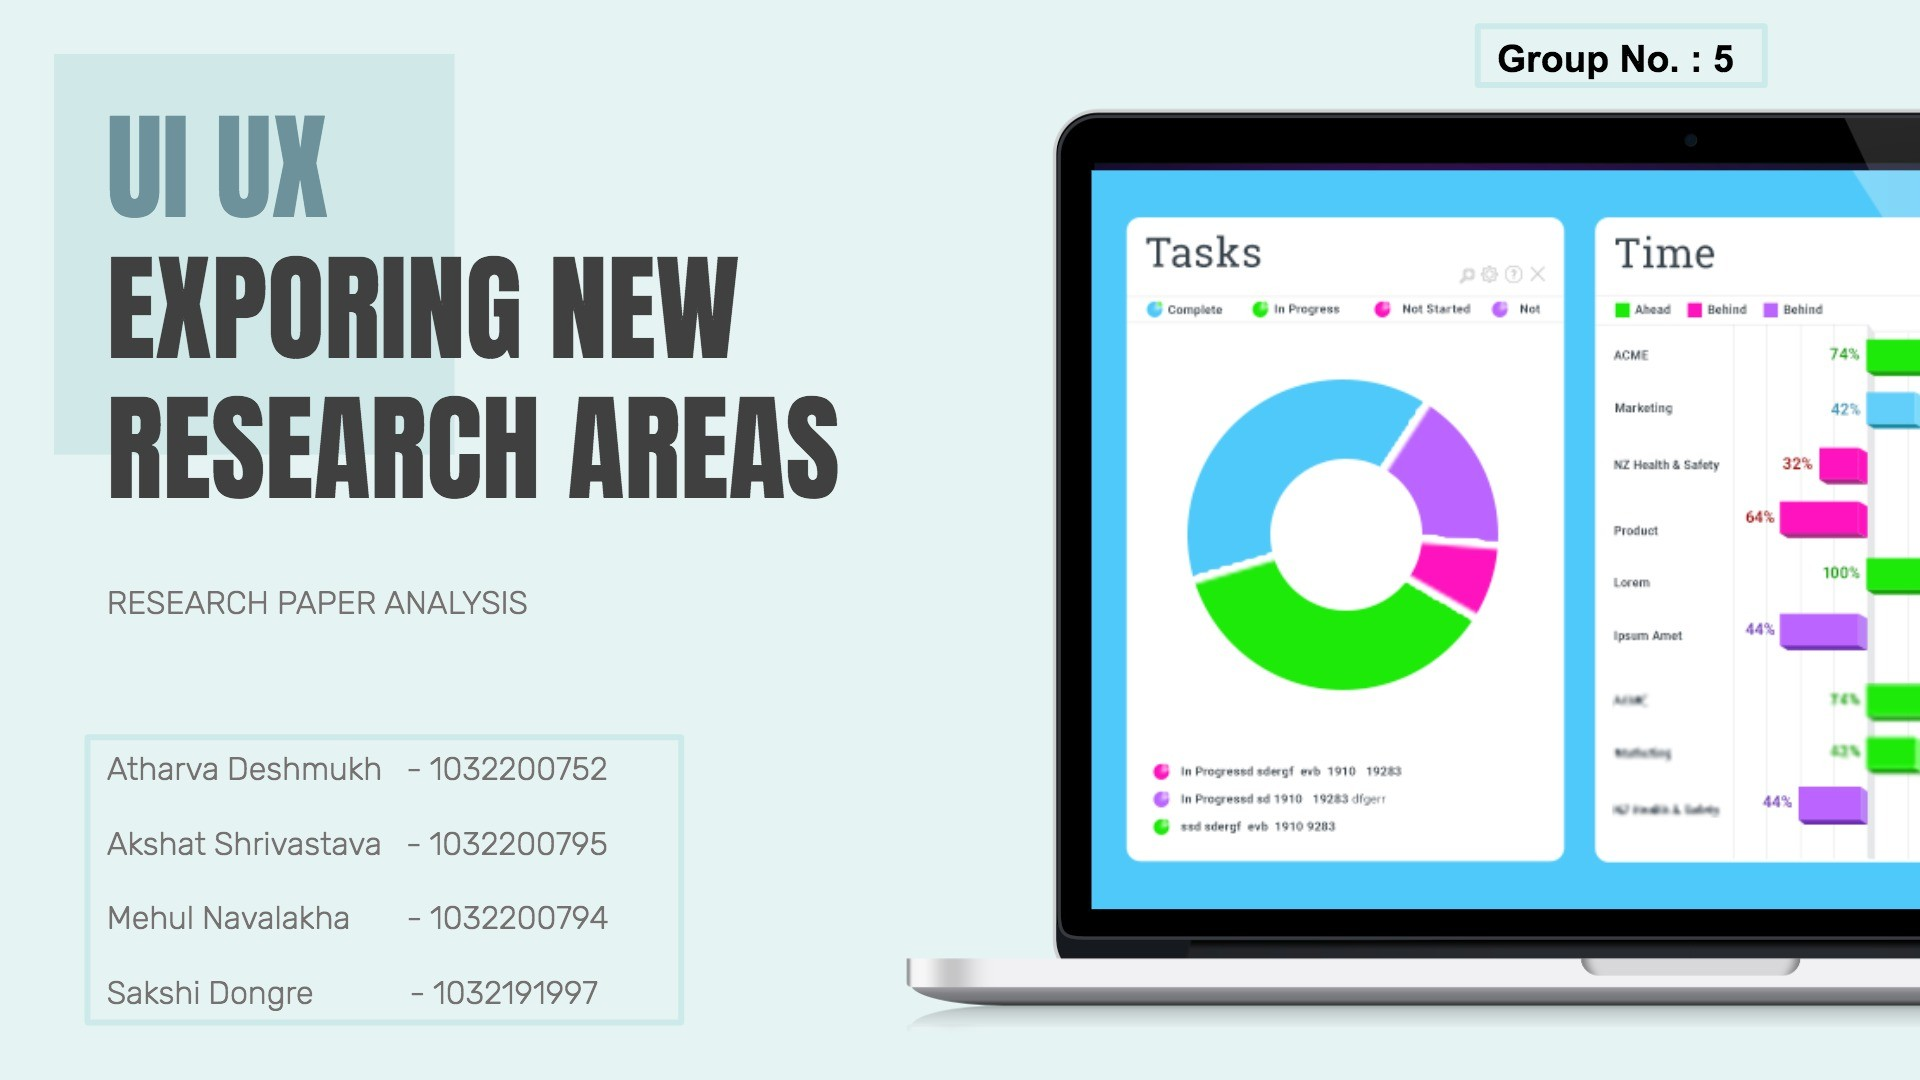 Group No. : 5
UI UX
EXPORING NEW
RESEARCH AREAS
RESEARCH PAPER ANALYSIS
Atharva Deshmukh - 1032200752
Akshat Shrivastava - 1032200795
Mehul Navalakha - 1032200794
Sakshi Dongre - 1032191997
Tasks
Complete In Progress Not Started Not
In Progressd sdergf evb 1910 19283
In Progressd sd 1910 19283 dfgerr
ssd sdergf evb 1910 9283
Time
Ahead Behind Behind
ACME 74%
Marketing 42%
NZ Health & Safety 32%
Product 64%
Lorem 100%
Ipsum Amet 44%
74%
44%